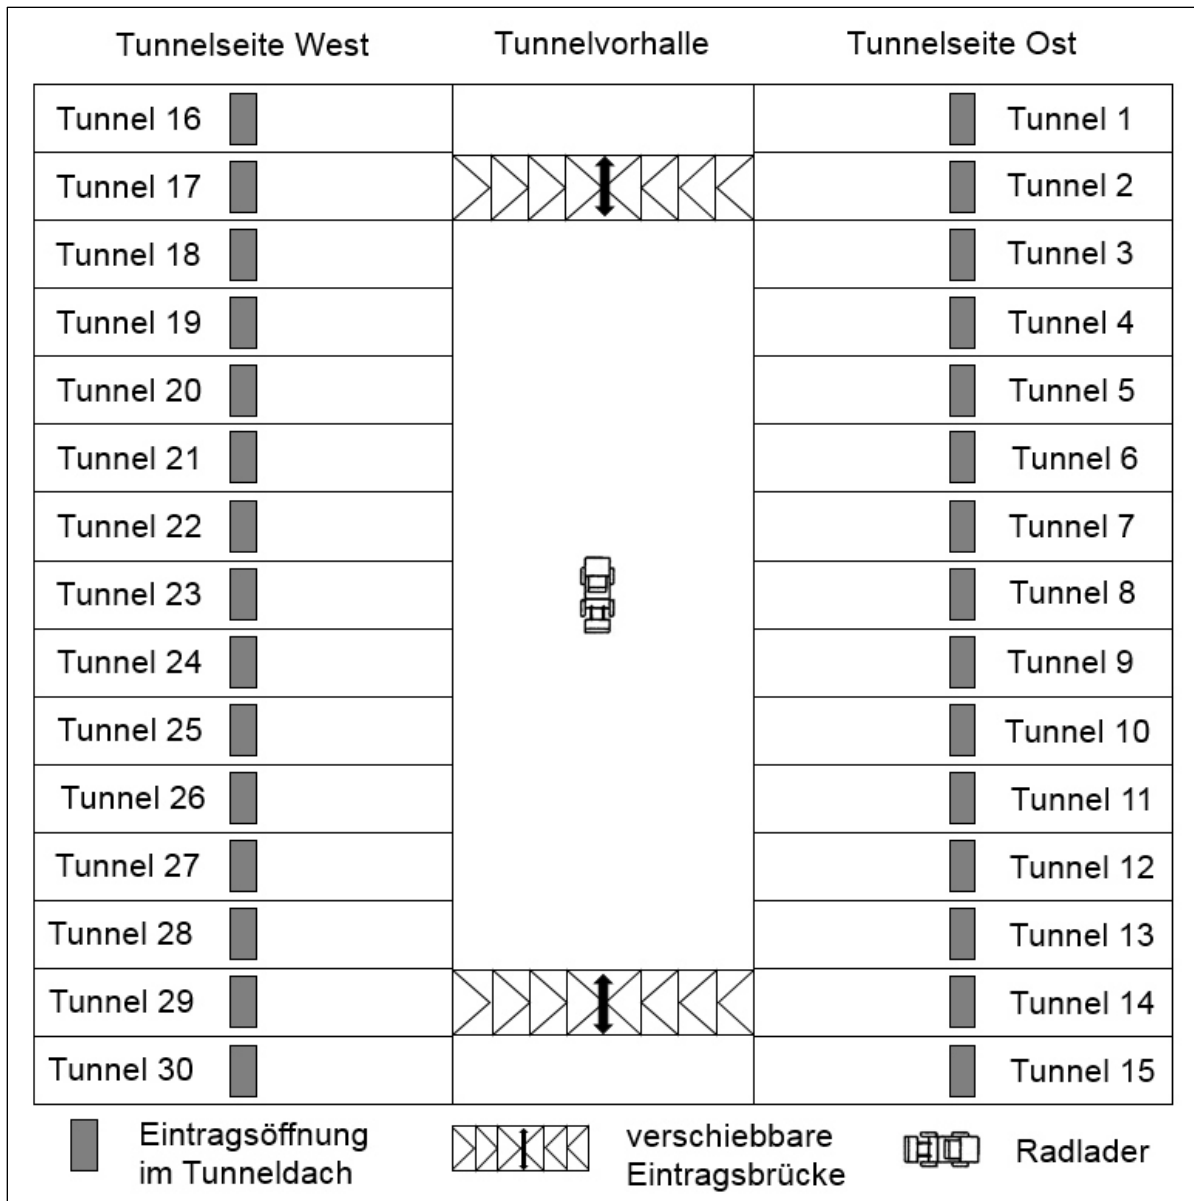 Tunnelseite West Tunnelvorhalle Tunnelseite Ost
Tunnel 16 Tunnel 1
Tunnel 17 Tunnel 2
Tunnel 18 Tunnel 3
Tunnel 19 Tunnel 4
Tunnel 20 Tunnel 5
Tunnel 21 Tunnel 6
Tunnel 22 Tunnel 7
Tunnel 23 Tunnel 8
Tunnel 24 Tunnel 9
Tunnel 25 Tunnel 10
Tunnel 26 Tunnel 11
Tunnel 27 Tunnel 12
Tunnel 28 Tunnel 13
Tunnel 29 Tunnel 14
Tunnel 30 Tunnel 15
Eintragsöffnung
im Tunneldach
verschiebbare
Eintragsbrücke
Radlader